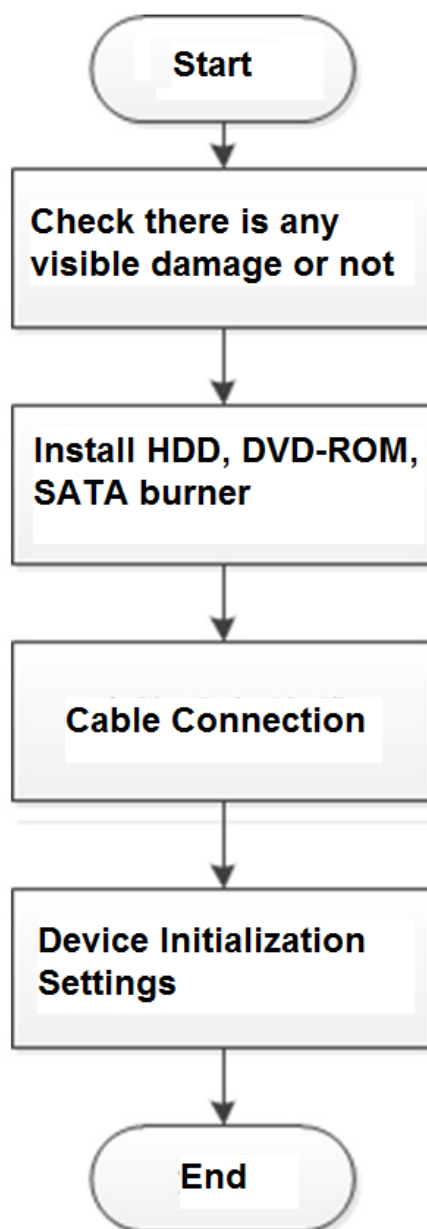 Start
Check there is any
visible damage or not
Install HDD, DVD-ROM,
SATA burner
Cable Connection
Device Initialization
Settings
End